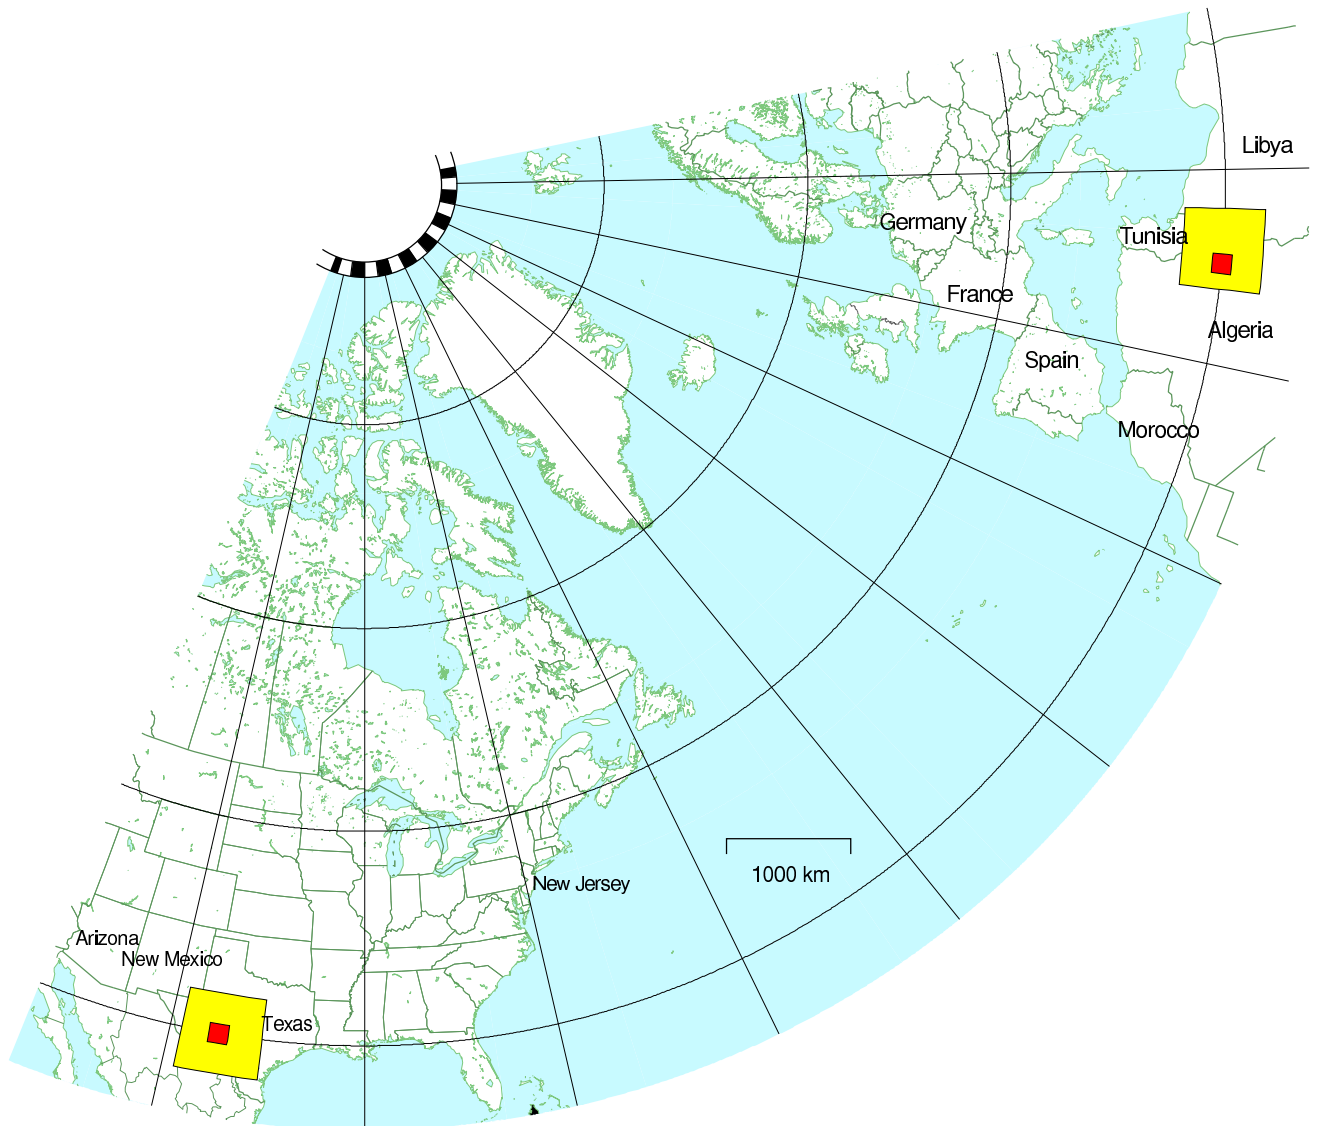 Libya
Germany
Tunisia
France
Algeria
Spain
Morocco
1000 km
New Jersey
Arizona
New Mexico
Texas